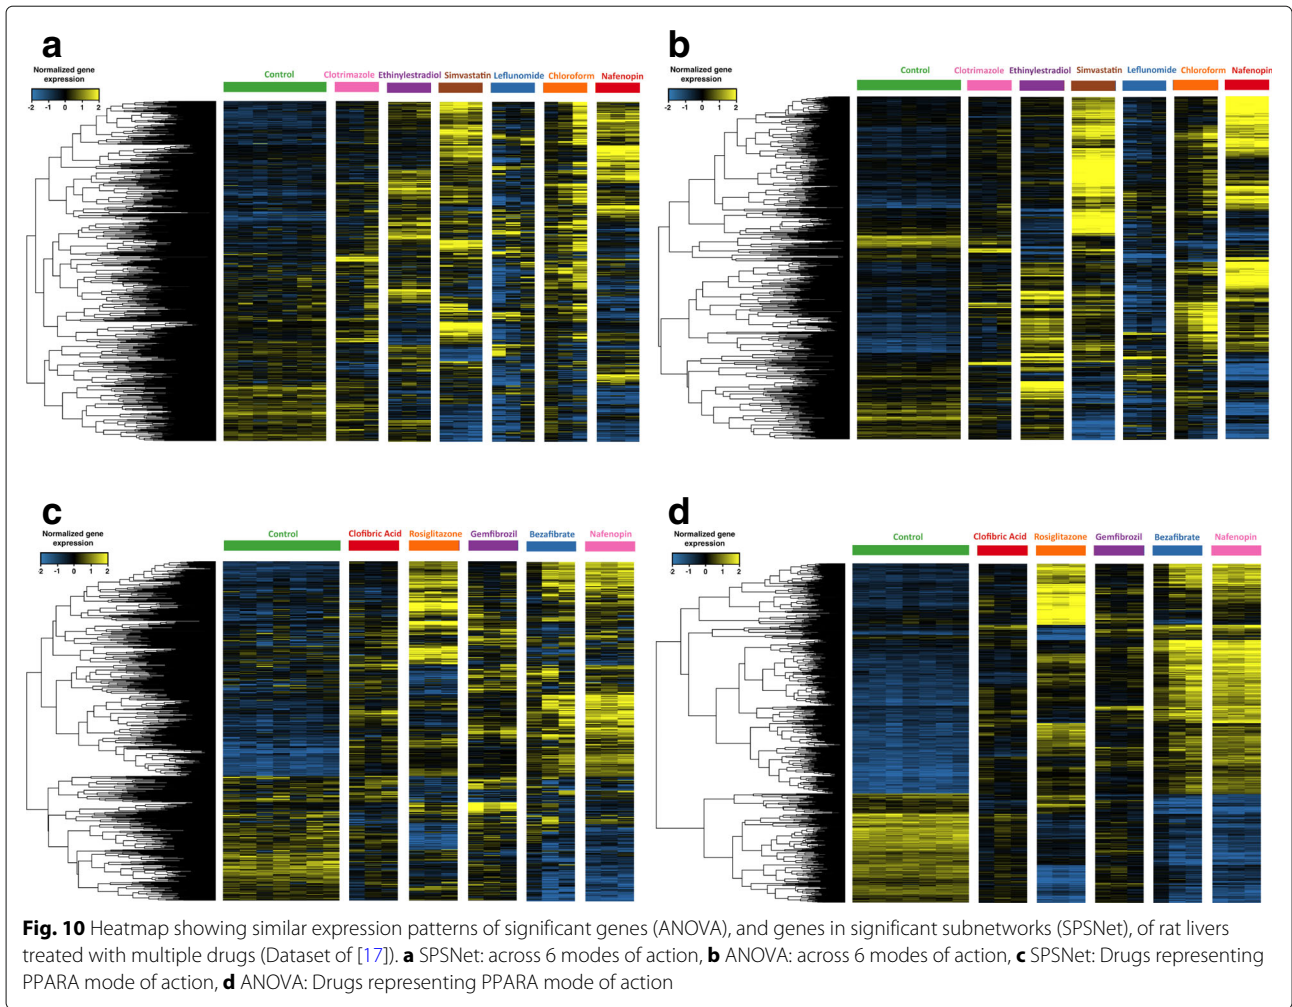 a
Normalized gene
expression
-2 -1 0 1 2
Control Clotrimazole Ethinylestradiol Simvastatin Leflunomide Chloroform Nafenopin
b
Normalized gene
expression
-2 -1 0 1 2
Control Clotrimazole Ethinylestradiol Simvastatin Leflunomide Chloroform Nafenopin
c
Normalized gene
expression
-2 -1 0 1 2
Control Clofibric Acid Rosiglitazone Gemfibrozil Bezafibrate Nafenopin
d
Normalized gene
expression
-2 -1 0 1 2
Control Clofibric Acid Rosiglitazone Gemfibrozil Bezafibrate Nafenopin
Fig. 10 Heatmap showing similar expression patterns of significant genes (ANOVA), and genes in significant subnetworks (SPSNet), of rat livers
treated with multiple drugs (Dataset of [17]). a SPSNet: across 6 modes of action, b ANOVA: across 6 modes of action, c SPSNet: Drugs representing
PPARA mode of action, d ANOVA: Drugs representing PPARA mode of action